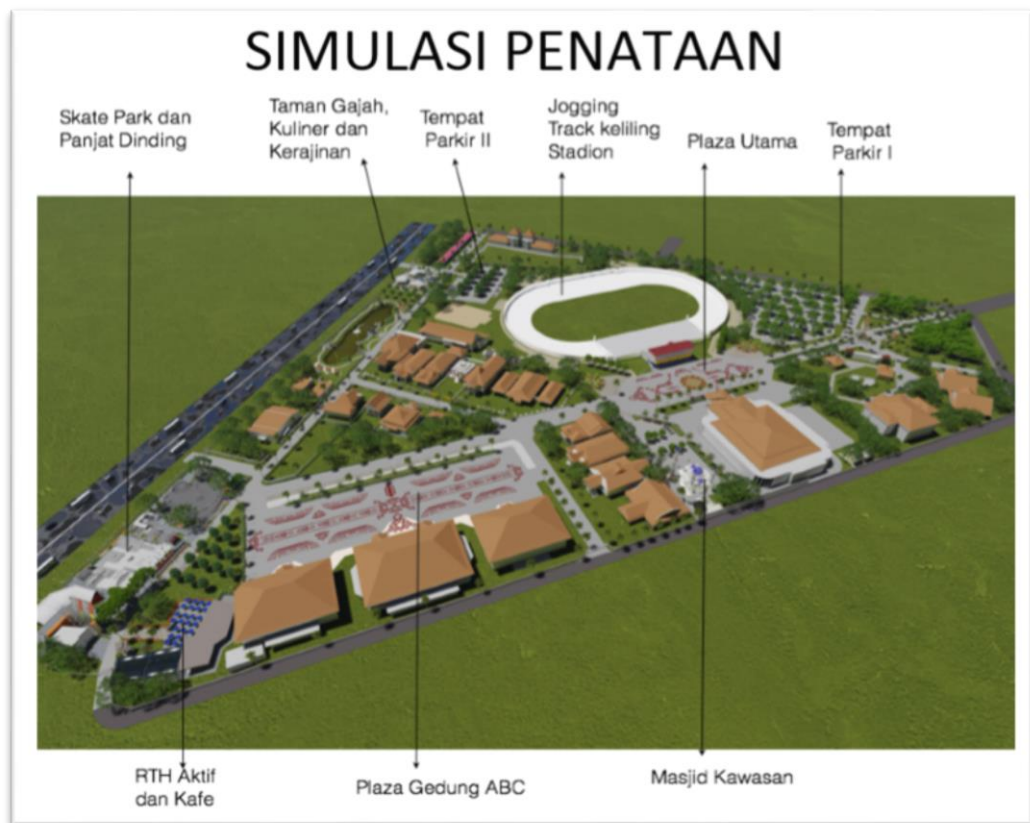 SIMULASI PENATAAN
Skate Park dan
Panjat Dinding
Taman Gajah,
Kuliner dan
Kerajinan
Tempat
Parkir II
Jogging
Track keliling
Stadion
Plaza Utama
Tempat
Parkir I
RTH Aktif
dan Kafe
Plaza Gedung ABC
Masjid Kawasan